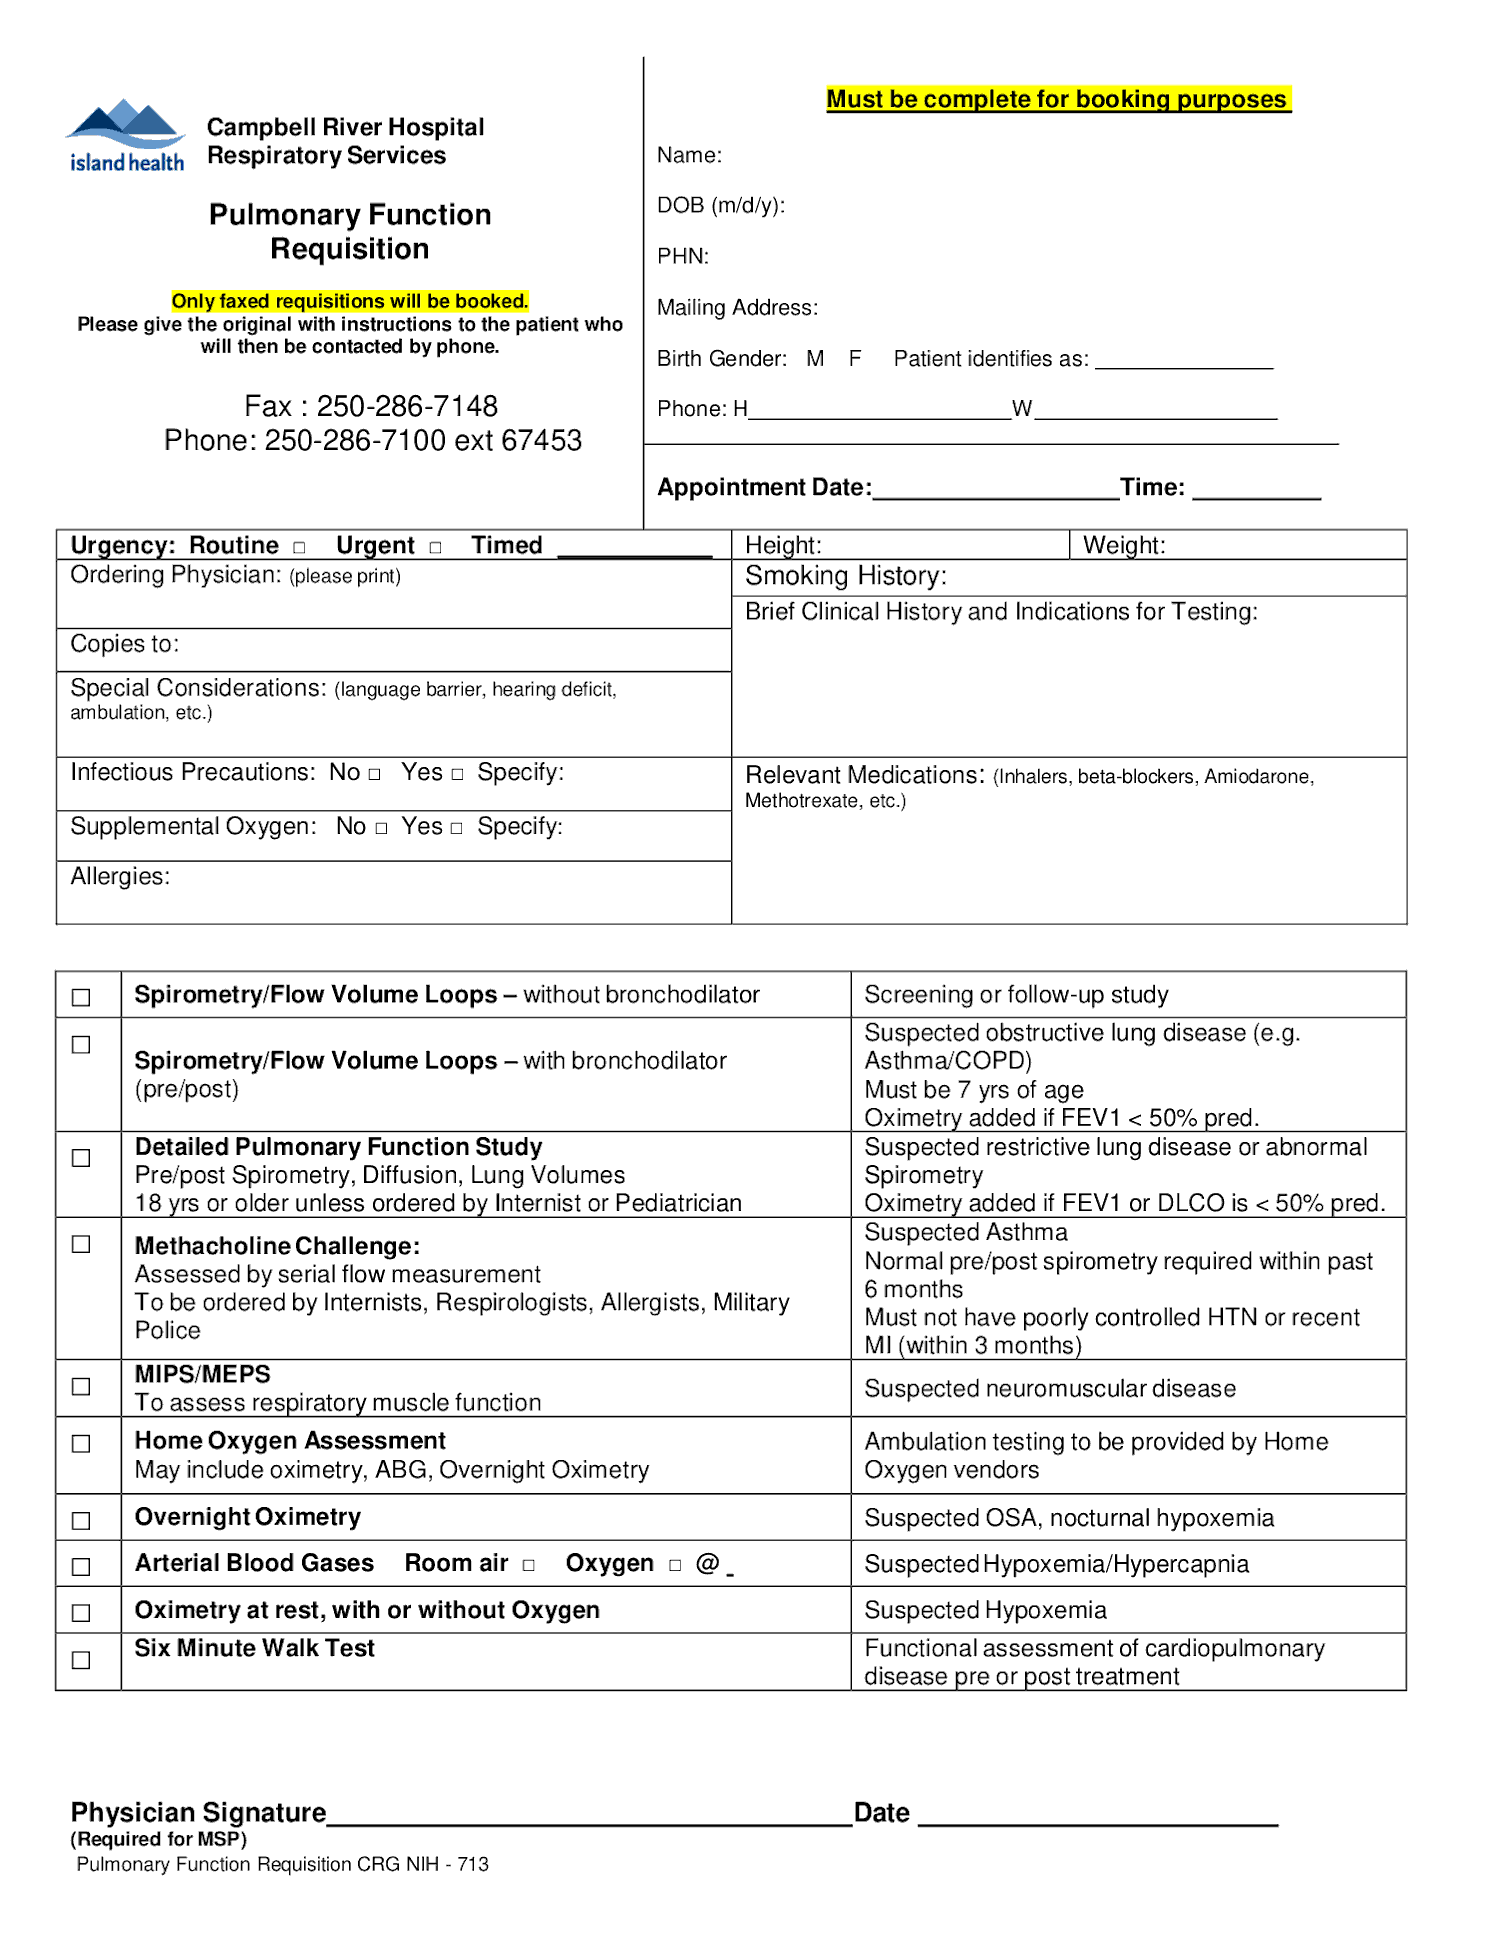 island health
Campbell River Hospital
Respiratory Services
Pulmonary Function
Requisition
Only faxed requisitions will be booked.
Please give the original with instructions to the patient who
will then be contacted by phone.
Fax : 250-286-7148
Phone: 250-286-7100 ext 67453
Must be complete for booking purposes
Name:
DOB (m/d/y):
PHN:
Mailing Address:
Birth Gender: M F Patient identifies as: ______________
Phone: H____________________W___________________
Appointment Date:__________________Time: __________
Urgency: Routine □ Urgent □ Timed ___________
Height:
Weight:
Ordering Physician: (please print)
Smoking History:
Brief Clinical History and Indications for Testing:
Copies to:
Special Considerations: (language barrier, hearing deficit,
ambulation, etc.)
Infectious Precautions: No □ Yes □ Specify:
Relevant Medications: (Inhalers, beta-blockers, Amiodarone,
Methotrexate, etc.)
Supplemental Oxygen: No □ Yes □ Specify:
Allergies:
□ Spirometry/Flow Volume Loops – without bronchodilator
Screening or follow-up study
□ Spirometry/Flow Volume Loops – with bronchodilator
(pre/post)
Suspected obstructive lung disease (e.g.
Asthma/COPD)
Must be 7 yrs of age
Oximetry added if FEV1 < 50% pred.
□ Detailed Pulmonary Function Study
Pre/post Spirometry, Diffusion, Lung Volumes
18 yrs or older unless ordered by Internist or Pediatrician
Suspected restrictive lung disease or abnormal
Spirometry
Oximetry added if FEV1 or DLCO is < 50% pred.
□ Methacholine Challenge:
Assessed by serial flow measurement
To be ordered by Internists, Respirologists, Allergists, Military
Police
Suspected Asthma
Normal pre/post spirometry required within past
6 months
Must not have poorly controlled HTN or recent
MI (within 3 months)
□ MIPS/MEPS
To assess respiratory muscle function
Suspected neuromuscular disease
□ Home Oxygen Assessment
May include oximetry, ABG, Overnight Oximetry
Ambulation testing to be provided by Home
Oxygen vendors
□ Overnight Oximetry
Suspected OSA, nocturnal hypoxemia
□ Arterial Blood Gases Room air □ Oxygen □ @ _
Suspected Hypoxemia/Hypercapnia
□ Oximetry at rest, with or without Oxygen
Suspected Hypoxemia
□ Six Minute Walk Test
Functional assessment of cardiopulmonary
disease pre or post treatment
Physician Signature___________________________________Date ________________________
(Required for MSP)
Pulmonary Function Requisition CRG NIH - 713